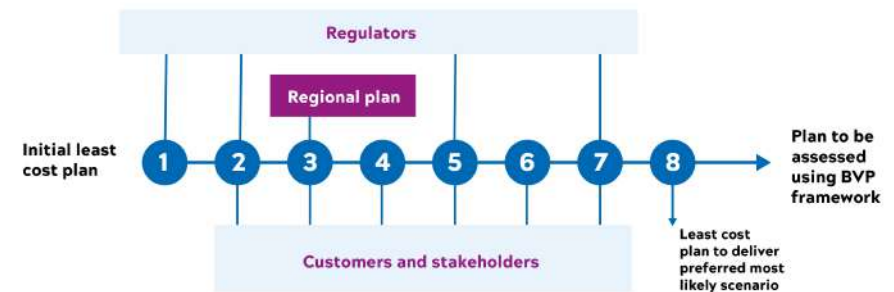 Regulators
Regional plan
Initial least
cost plan
1 2 3 4 5 6 7 8
Plan to be
assessed
using BVP
framework
Customers and stakeholders
Least cost
plan to deliver
preferred most
likely scenario